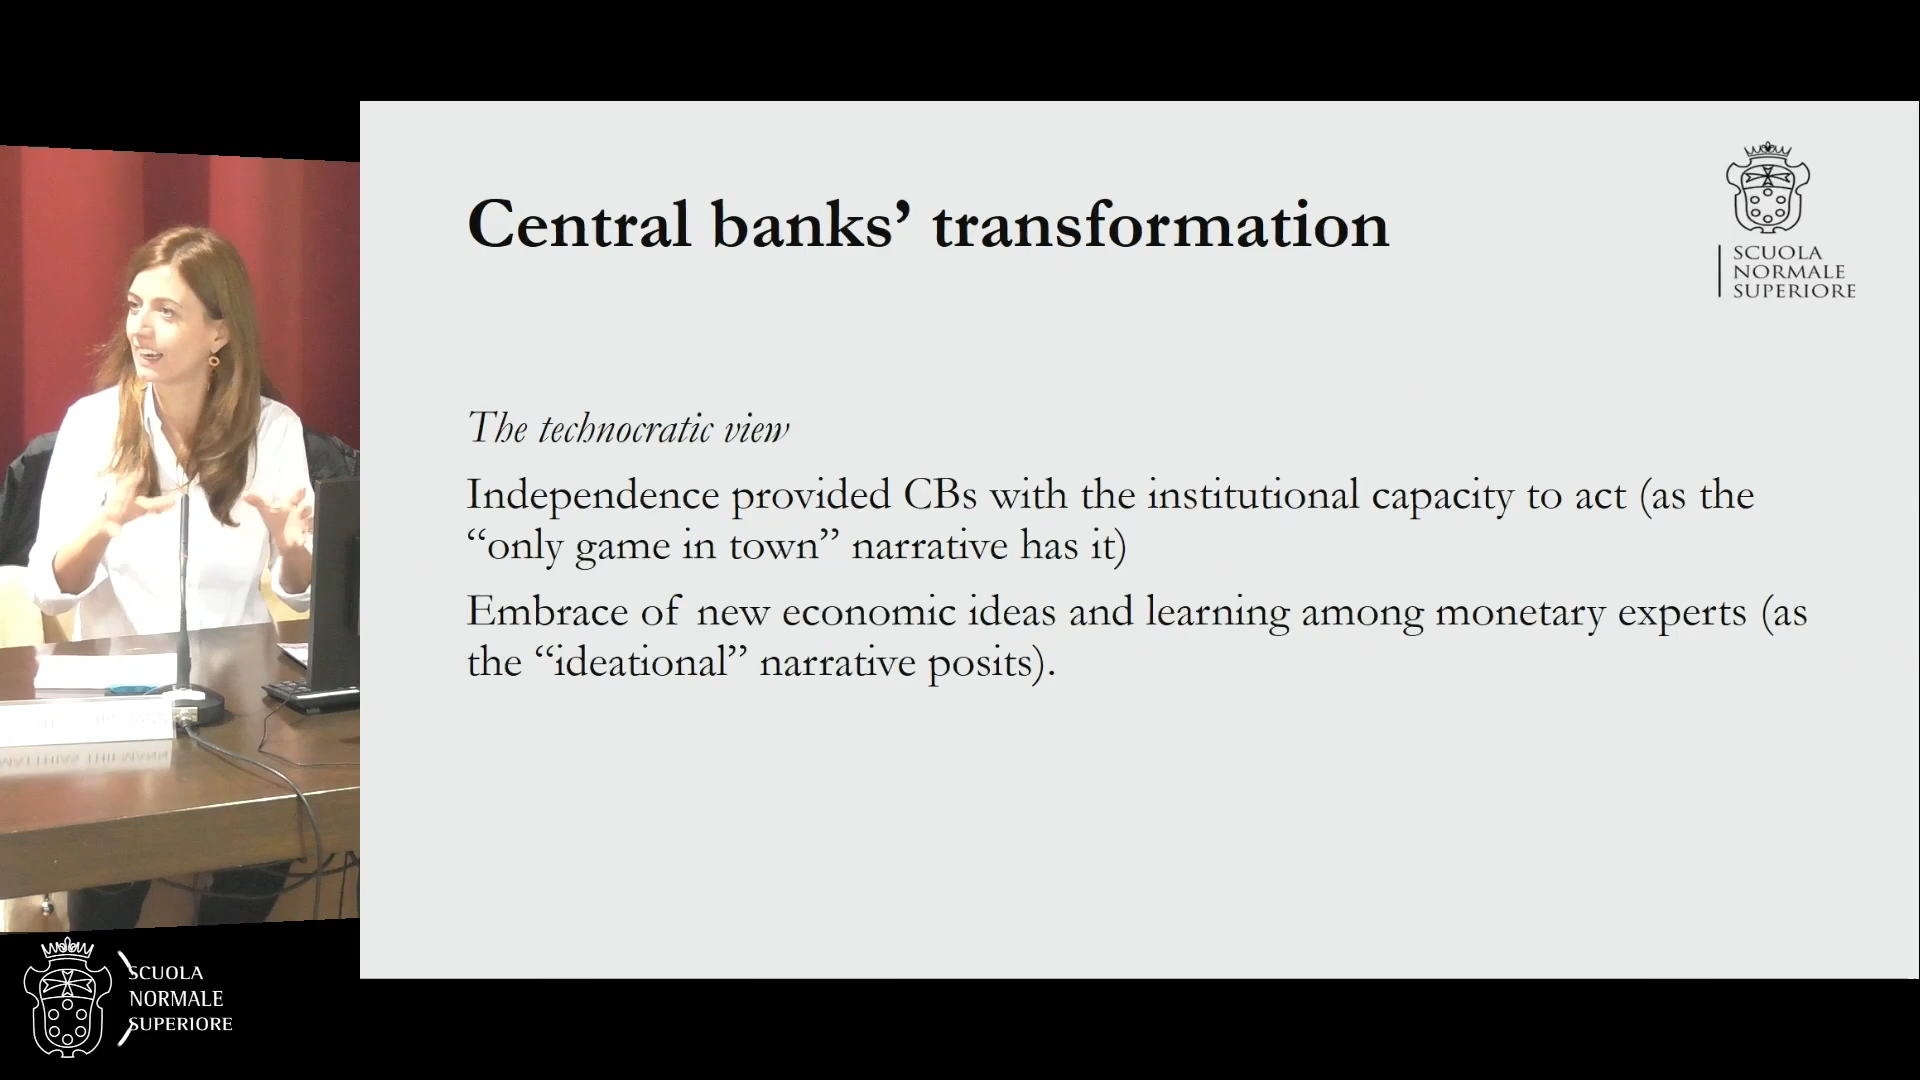 Central banks’ transformation
SCUOLA
NORMALE
SUPERIORE
The technocratic view
Independence provided CBs with the institutional capacity to act (as the
“only game in town” narrative has it)
Embrace of new economic ideas and learning among monetary experts (as
the “ideational” narrative posits).
SCUOLA
NORMALE
SUPERIORE